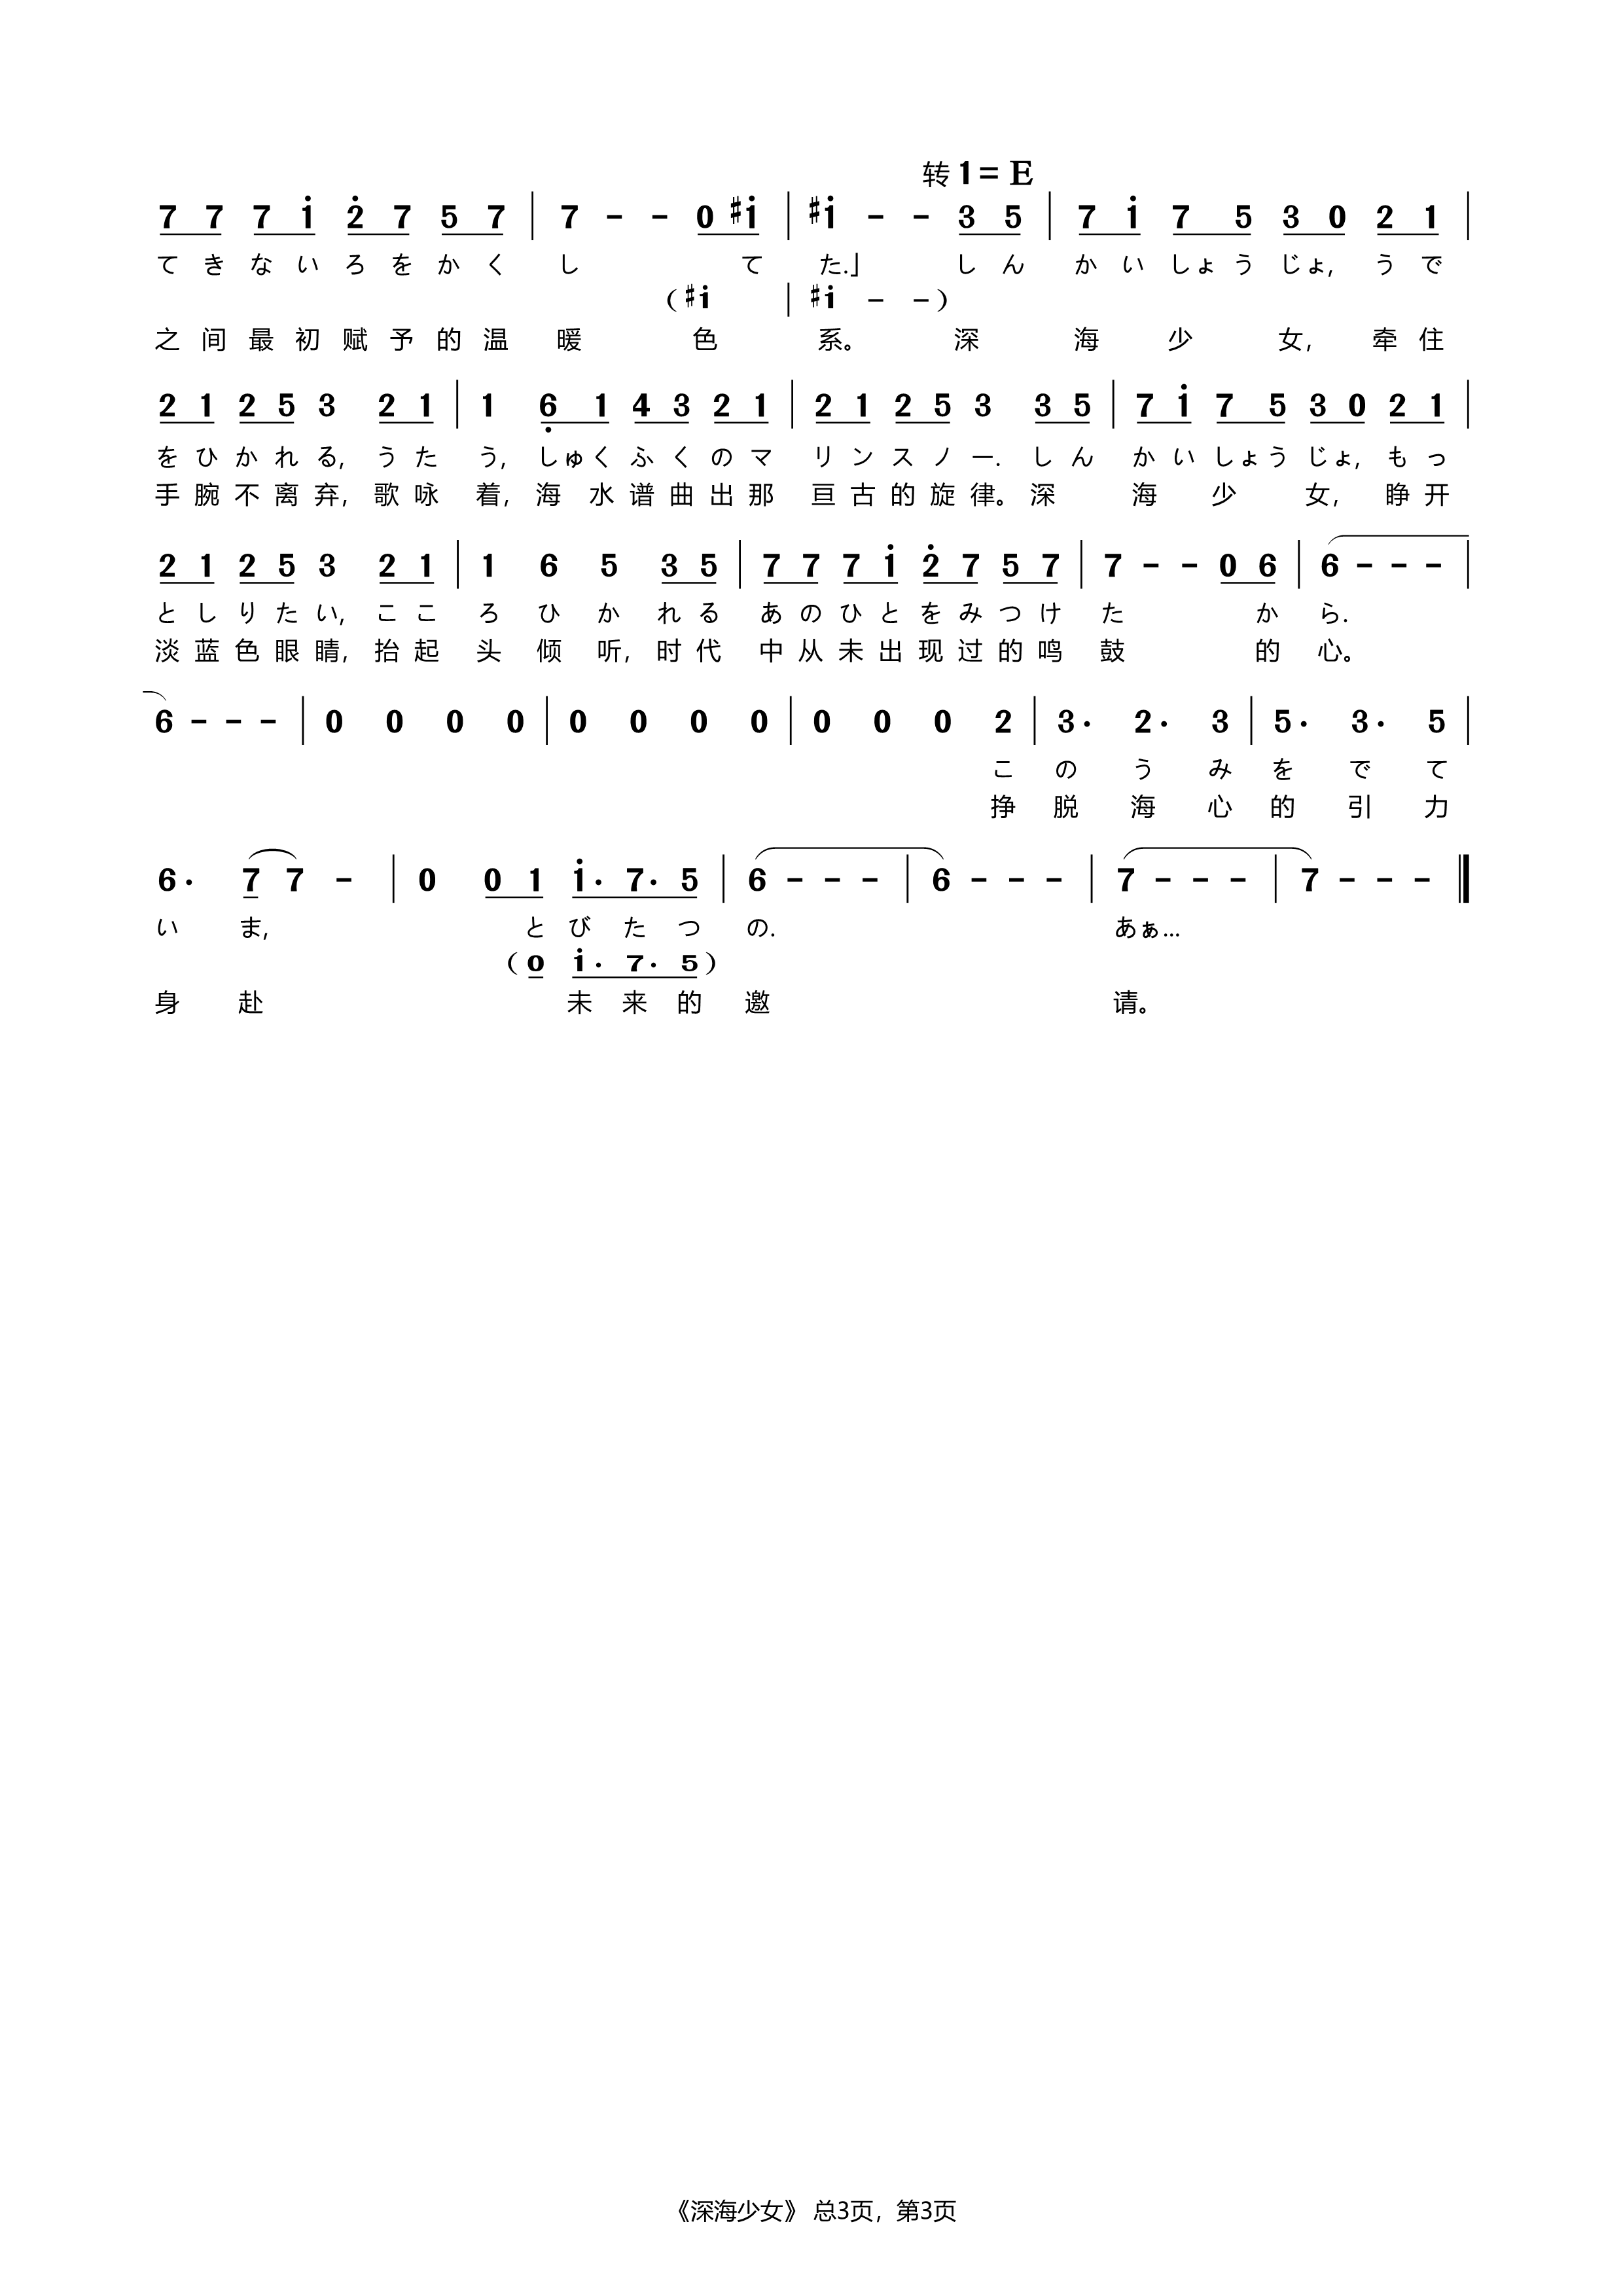 转 1= E
7 7 7 i 2 7 5 7 | 7 - - 0 #i | #i - - 3 5 | 7 i 7 5 3 0 2 1 |
て き な い ろ を か く し て た.」 し ん か い しょ う じょ, う で
( #i | #i - - )
之 间 最 初 赋 予 的 温 暖 色 系。 深 海 少 女, 牵 住
2 1 2 5 3 2 1 | 1 6 1 4 3 2 1 | 2 1 2 5 3 3 5 | 7 i 7 5 3 0 2 1 |
を ひ か れ る, う た う, しゅ く ふ く の マ リ ン ス ノ ー. し ん か い しょ う じょ, も っ
手 腕 不 离 弃, 歌 咏 着, 海 水 谱 曲 出 那 亘 古 的 旋 律。 深 海 少 女, 睁 开
2 1 2 5 3 2 1 | 1 6 5 3 5 | 7 7 7 i 2 7 5 7 | 7 - - 0 6 | 6 - - - |
と し り た い, こ こ ろ ひ か れ る あ の ひ と を み つ け た か ら.
淡 蓝 色 眼 睛, 抬 起 头 倾 听, 时 代 中 从 未 出 现 过 的 鸣 鼓 的 心。
6 - - - | 0 0 0 0 | 0 0 0 0 | 0 0 0 2 | 3· 2· 3 | 5· 3· 5 |
こ の う み を で て
挣 脱 海 心 的 引 力
6· 7 7 - | 0 0 1 i· 7· 5 | 6 - - - | 6 - - - | 7 - - - | 7 - - - ‖
い ま, と び た つ の. あぁ...
( 0 i· 7· 5 )
身 赴 未 来 的 邀 请。
《深海少女》 总3页, 第3页